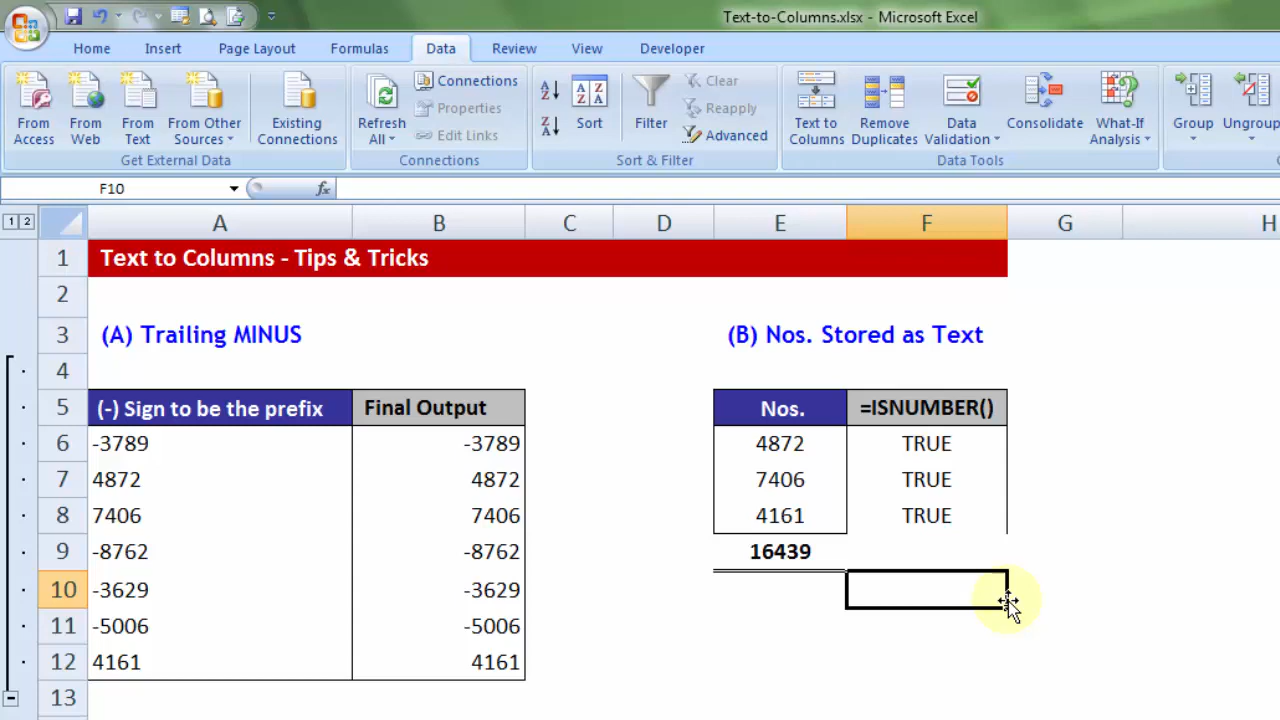 Text-to-Columns.xlsx - Microsoft Excel
Home Insert Page Layout Formulas Data Review View Developer
From Access
From Web
From Text
From Other Sources
Existing Connections
Get External Data
Refresh All
Connections
Properties
Edit Links
Connections
Sort
Filter
Clear
Reapply
Advanced
Sort & Filter
Text to Columns
Remove Duplicates
Data Validation
Consolidate
What-If Analysis
Data Tools
Group
Ungroup
F10 fx
1 2 A B C D E F G H
1 Text to Columns - Tips & Tricks
2
3 (A) Trailing MINUS (B) Nos. Stored as Text
4
5 (-) Sign to be the prefix Final Output Nos. =ISNUMBER()
6 -3789 -3789 4872 TRUE
7 4872 4872 7406 TRUE
8 7406 7406 4161 TRUE
9 -8762 -8762 16439
10 -3629 -3629
11 -5006 -5006
12 4161 4161
13